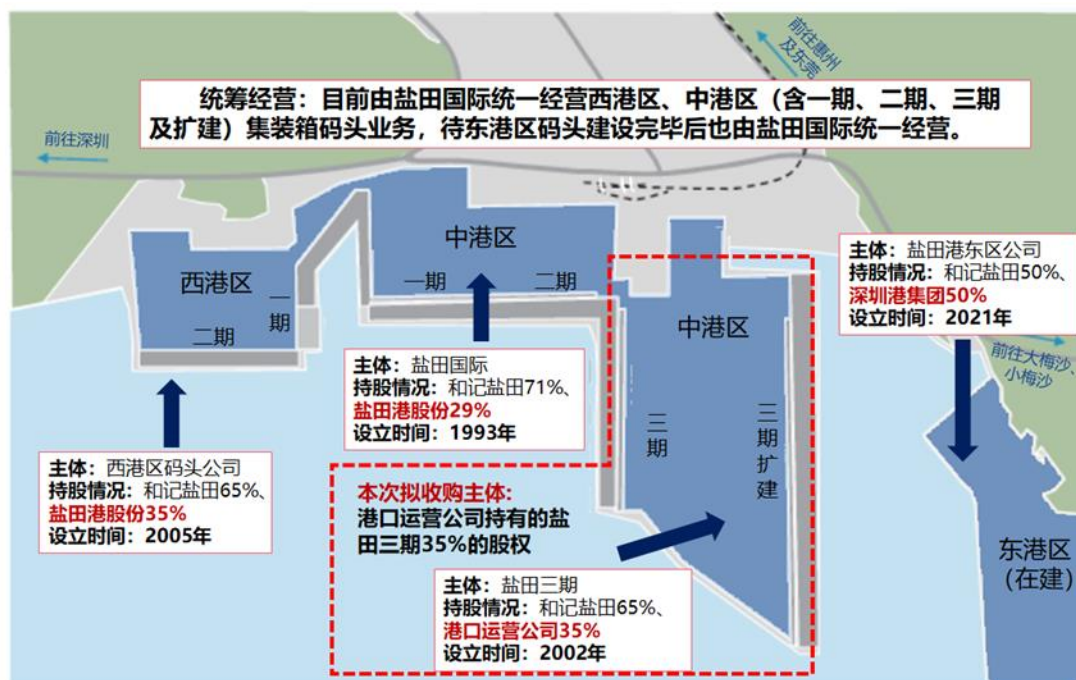 前往惠州
及东莞
统筹经营：目前由盐田国际统一经营西港区、中港区（含一期、二期、三期
及扩建）集装箱码头业务，待东港区码头建设完毕后也由盐田国际统一经营。
前往深圳
中港区
一期
二期
西港区
一期
二期
中港区
三期
三期扩建
主体：盐田港东区公司
持股情况：和记盐田50%、
深圳港集团50%
设立时间：2021年
前往大梅沙、
小梅沙
主体：盐田国际
持股情况：和记盐田71%、
盐田港股份29%
设立时间：1993年
主体：西港区码头公司
持股情况：和记盐田65%、
盐田港股份35%
设立时间：2005年
本次拟收购主体:
港口运营公司持有的盐
田三期35%的股权
主体：盐田三期
持股情况：和记盐田65%、
港口运营公司35%
设立时间：2002年
东港区
（在建）